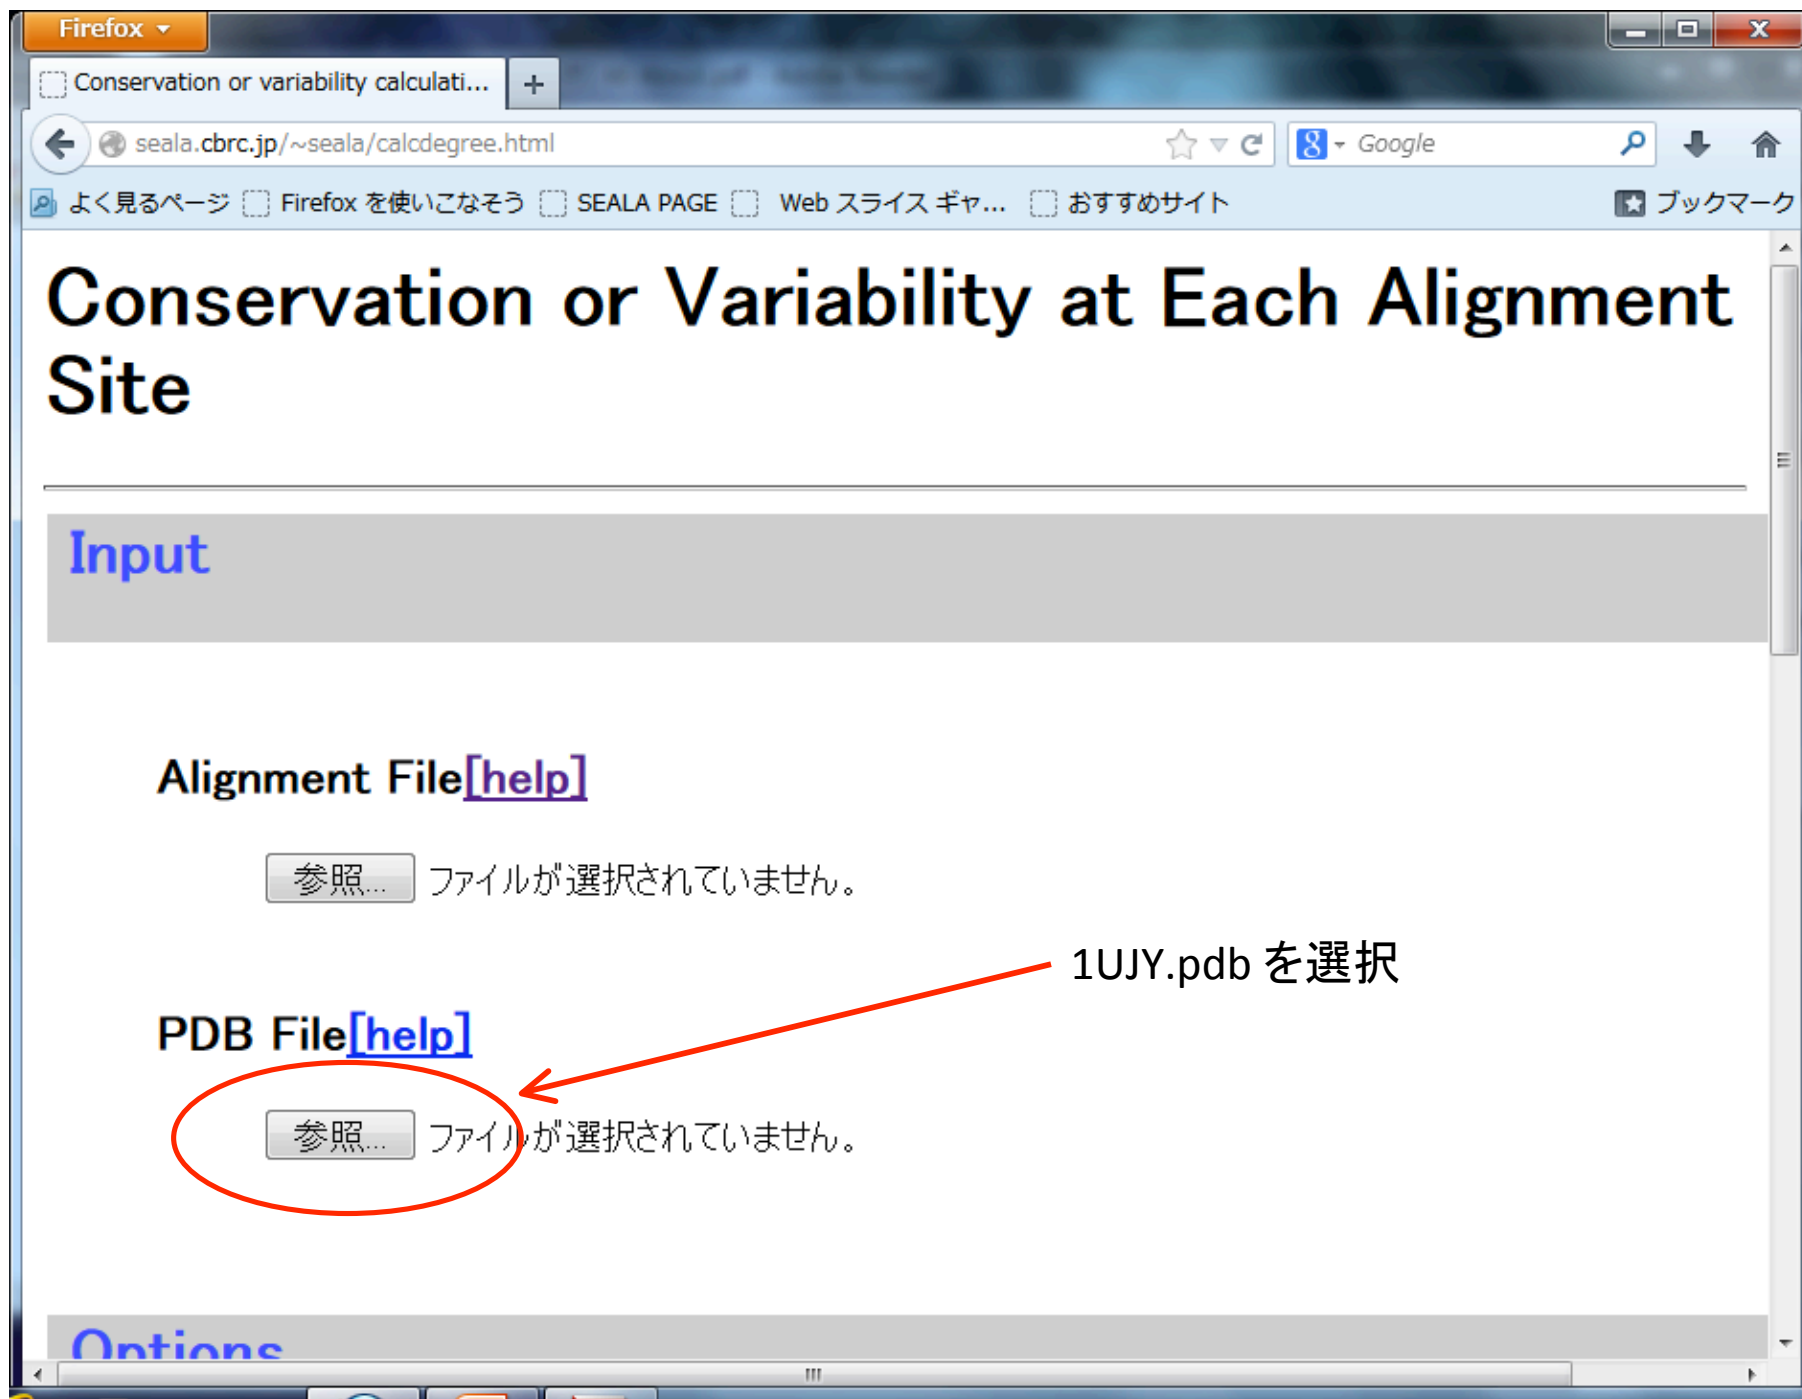 Firefox
Conservation or variability calculati...
seala.cbrc.jp/~seala/calcdegree.html
Google
よく見るページ Firefox を使いこなそう SEALA PAGE Web スライス ギャ... おすすめサイト ブックマーク
Conservation or Variability at Each Alignment
Site
Input
Alignment File[help]
参照... ファイルが選択されていません。
1UJY.pdb を選択
PDB File[help]
参照... ファイルが選択されていません。
Options